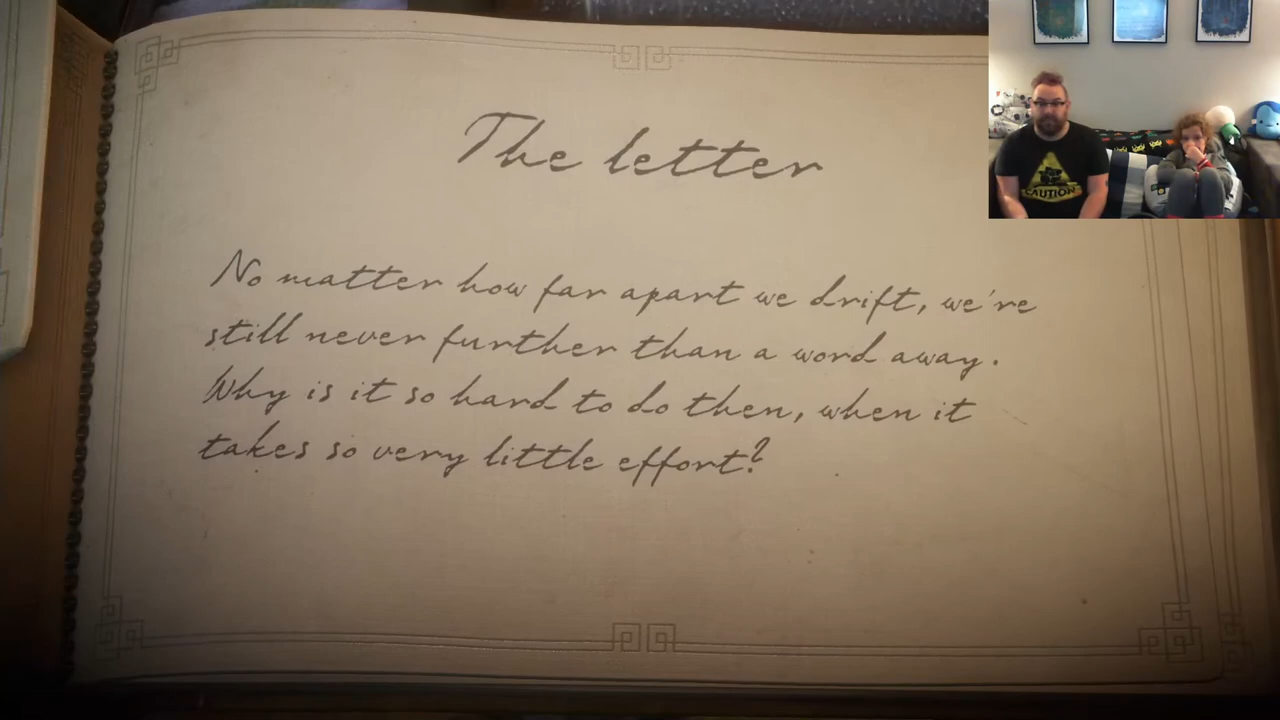 The letter
No matter how far apart we drift, we're
still never further than a word away.
Why is it so hard to do then, when it
takes so very little effort?
CAUTION